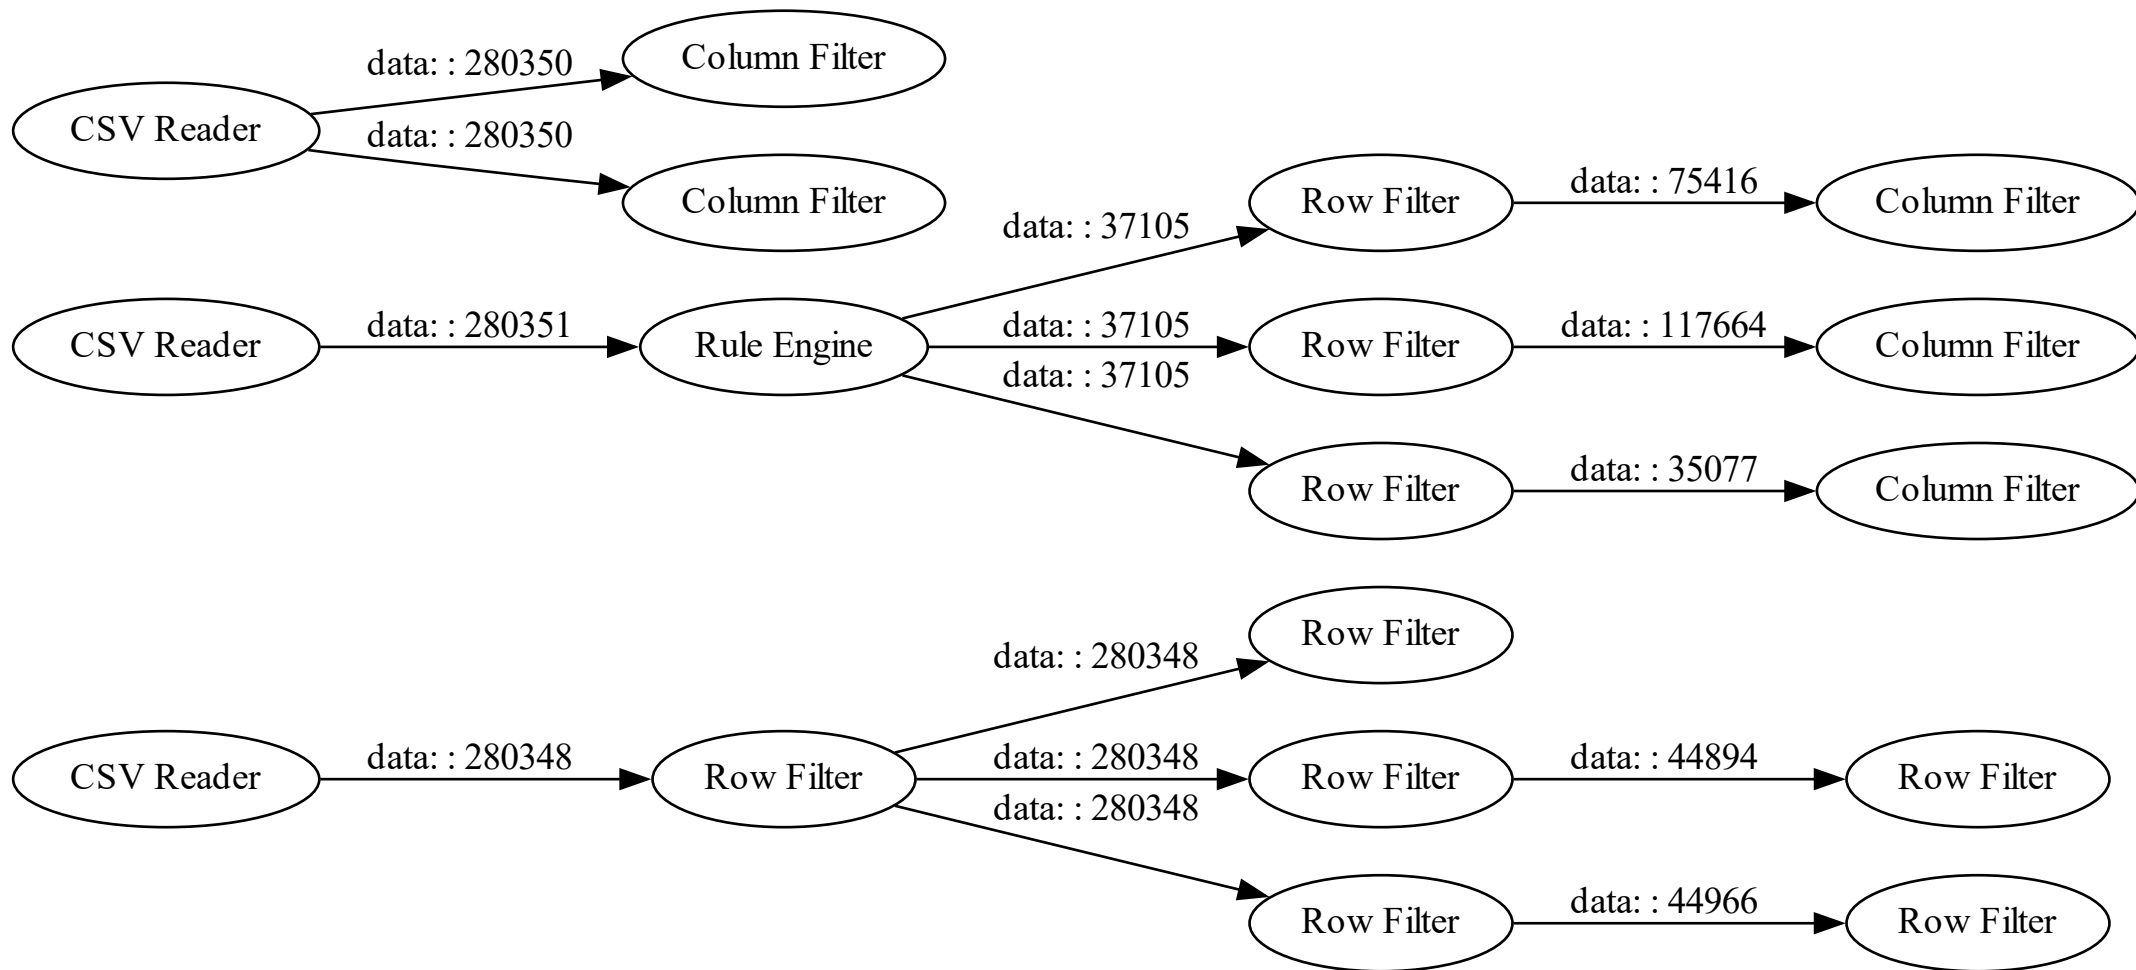 Column Filter
data: : 280350
CSV Reader
data: : 280350
Column Filter
data: : 37105
Row Filter
data: : 75416
Column Filter
CSV Reader
data: : 280351
Rule Engine
data: : 37105
Row Filter
data: : 117664
Column Filter
data: : 37105
Row Filter
data: : 35077
Column Filter
Row Filter
data: : 280348
CSV Reader
data: : 280348
Row Filter
data: : 280348
Row Filter
data: : 44894
Row Filter
data: : 280348
Row Filter
data: : 44966
Row Filter